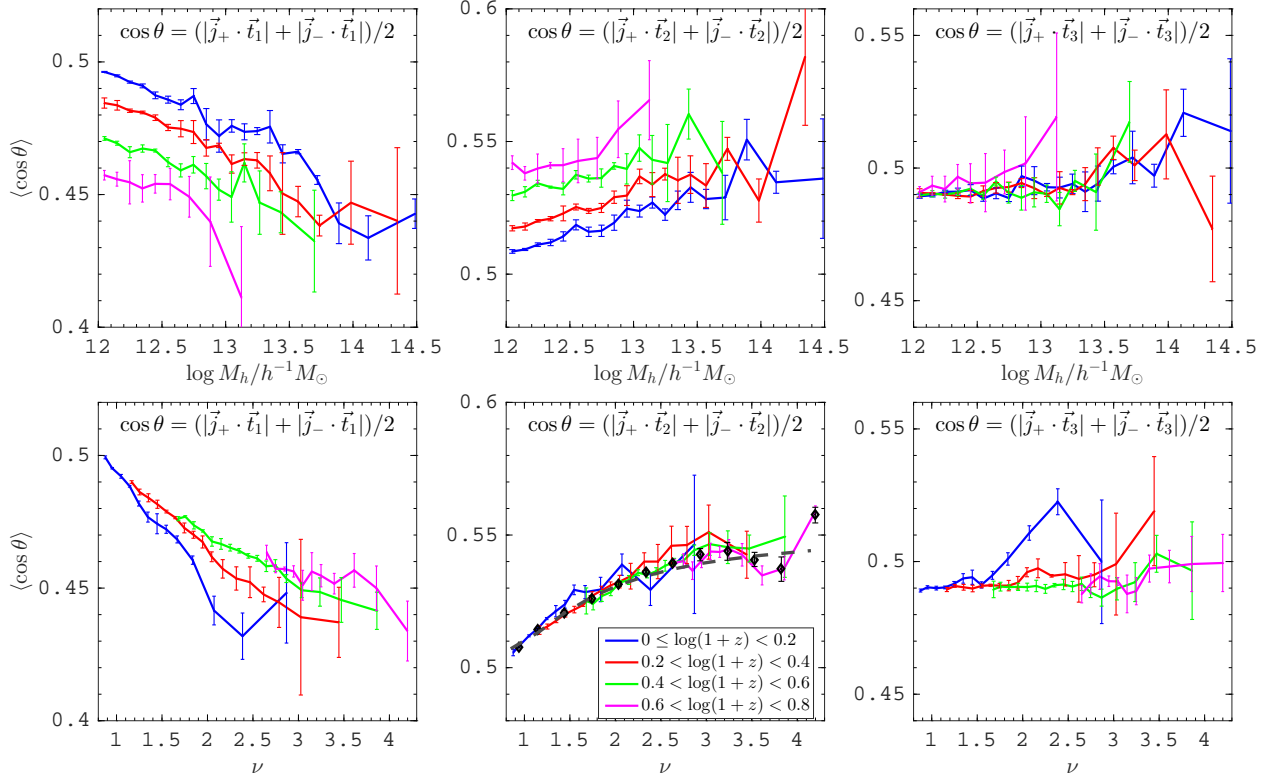 cos θ = (|j⃗₊ · t⃗₁| + |j⃗₋ · t⃗₁|)/2
cos θ = (|j⃗₊ · t⃗₂| + |j⃗₋ · t⃗₂|)/2
cos θ = (|j⃗₊ · t⃗₃| + |j⃗₋ · t⃗₃|)/2
⟨cos θ⟩
0.5
0.45
0.4
0.6
0.55
0.5
0.55
0.5
0.45
12 12.5 13 13.5 14 14.5
12 12.5 13 13.5 14 14.5
12 12.5 13 13.5 14 14.5
log M_h/h⁻¹M_⊙
log M_h/h⁻¹M_⊙
log M_h/h⁻¹M_⊙
cos θ = (|j⃗₊ · t⃗₁| + |j⃗₋ · t⃗₁|)/2
cos θ = (|j⃗₊ · t⃗₂| + |j⃗₋ · t⃗₂|)/2
cos θ = (|j⃗₊ · t⃗₃| + |j⃗₋ · t⃗₃|)/2
⟨cos θ⟩
0.5
0.45
0.4
0.6
0.55
0.5
0.55
0.5
0.45
0 ≤ log(1 + z) < 0.2
0.2 < log(1 + z) < 0.4
0.4 < log(1 + z) < 0.6
0.6 < log(1 + z) < 0.8
1 1.5 2 2.5 3 3.5 4
1 1.5 2 2.5 3 3.5 4
1 1.5 2 2.5 3 3.5 4
ν
ν
ν